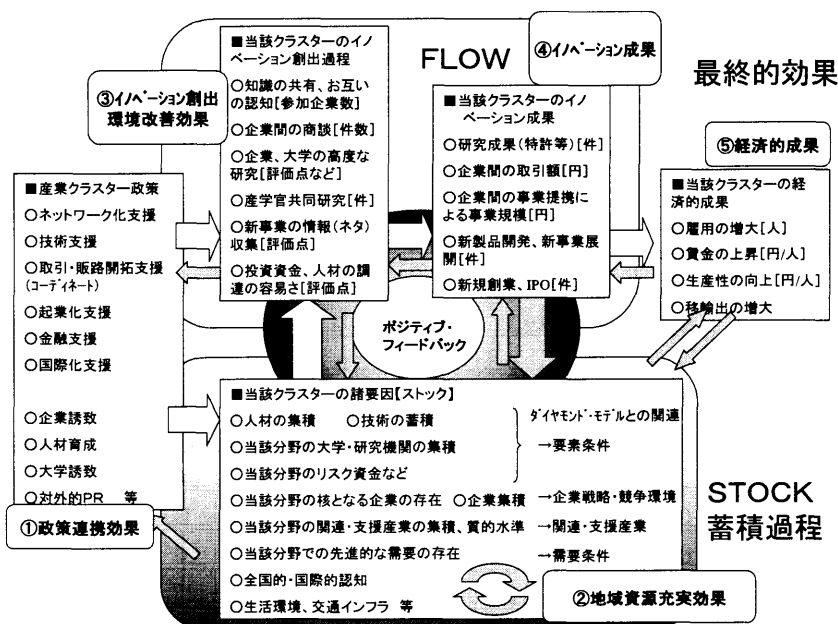 FLOW
最終的効果
STOCK
蓄積過程
①政策連携効果
②地域資源充実効果
③イノベーション創出
環境改善効果
④イノベーション成果
⑤経済的成果
■産業クラスター政策
○ネットワーク化支援
○技術支援
○取引・販路開拓支援
(コーディネート)
○起業化支援
○金融支援
○国際化支援
○企業誘致
○人材育成
○大学誘致
○対外的PR 等
■当該クラスターのイノ
ベーション創出過程
○知識の共有、お互い
の認知[参加企業数]
○企業間の商談[件数]
○企業、大学の高度な
研究[評価点など]
○産学官共同研究[件]
○新事業の情報(ネタ)
収集[評価点]
○投資資金、人材の調
達の容易さ[評価点]
■当該クラスターのイノ
ベーション成果
○研究成果(特許等)[件]
○企業間の取引額[円]
○企業間の事業提携に
よる事業規模[円]
○新製品開発、新事業展
開[件]
○新規創業、IPO[件]
■当該クラスターの経
済的成果
○雇用の増大[人]
○賃金の上昇[円/人]
○生産性の向上[円/人]
○移輸出の増大
ポジティブ・
フィードバック
■当該クラスターの諸要因【ストック】
○人材の集積 ○技術の蓄積
○当該分野の大学・研究機関の集積
○当該分野のリスク資金など
○当該分野の核となる企業の存在 ○企業集積
○当該分野の関連・支援産業の集積、質的水準
○当該分野での先進的な需要の存在
○全国的・国際的認知
○生活環境、交通インフラ 等
ダイヤモンド・モデルとの関連
→要素条件
→企業戦略・競争環境
→関連・支援産業
→需要条件